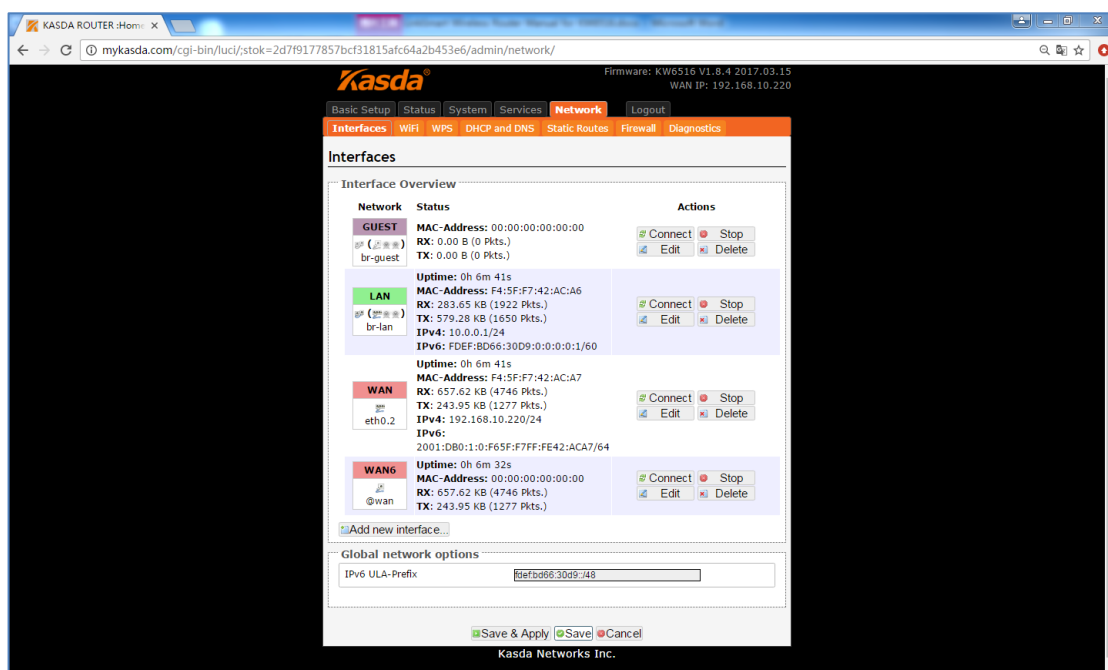 KASDA ROUTER :Home
mykasda.com/cgi-bin/luci/;stok=2d7f9177857bcf31815afc64a2b453e6/admin/network/
Kasda®
Firmware: KW6516 V1.8.4 2017.03.15
WAN IP: 192.168.10.220
Basic Setup Status System Services Network Logout
Interfaces WiFi WPS DHCP and DNS Static Routes Firewall Diagnostics
Interfaces
Interface Overview
Network Status Actions
GUEST
br-guest
MAC-Address: 00:00:00:00:00:00
RX: 0.00 B (0 Pkts.)
TX: 0.00 B (0 Pkts.)
Connect Stop
Edit Delete
LAN
br-lan
Uptime: 0h 6m 41s
MAC-Address: F4:5F:F7:42:AC:A6
RX: 283.65 KB (1922 Pkts.)
TX: 579.28 KB (1650 Pkts.)
IPv4: 10.0.0.1/24
IPv6: FDEF:BD66:30D9:0:0:0:0:1/60
Connect Stop
Edit Delete
WAN
eth0.2
Uptime: 0h 6m 41s
MAC-Address: F4:5F:F7:42:AC:A7
RX: 657.62 KB (4746 Pkts.)
TX: 243.95 KB (1277 Pkts.)
IPv4: 192.168.10.220/24
IPv6:
2001:DB0:1:0:F65F:F7FF:FE42:ACA7/64
Connect Stop
Edit Delete
WAN6
@wan
Uptime: 0h 6m 32s
MAC-Address: 00:00:00:00:00:00
RX: 657.62 KB (4746 Pkts.)
TX: 243.95 KB (1277 Pkts.)
Connect Stop
Edit Delete
Add new interface...
Global network options
IPv6 ULA-Prefix fdef:bd66:30d9::/48
Save & Apply Save Cancel
Kasda Networks Inc.